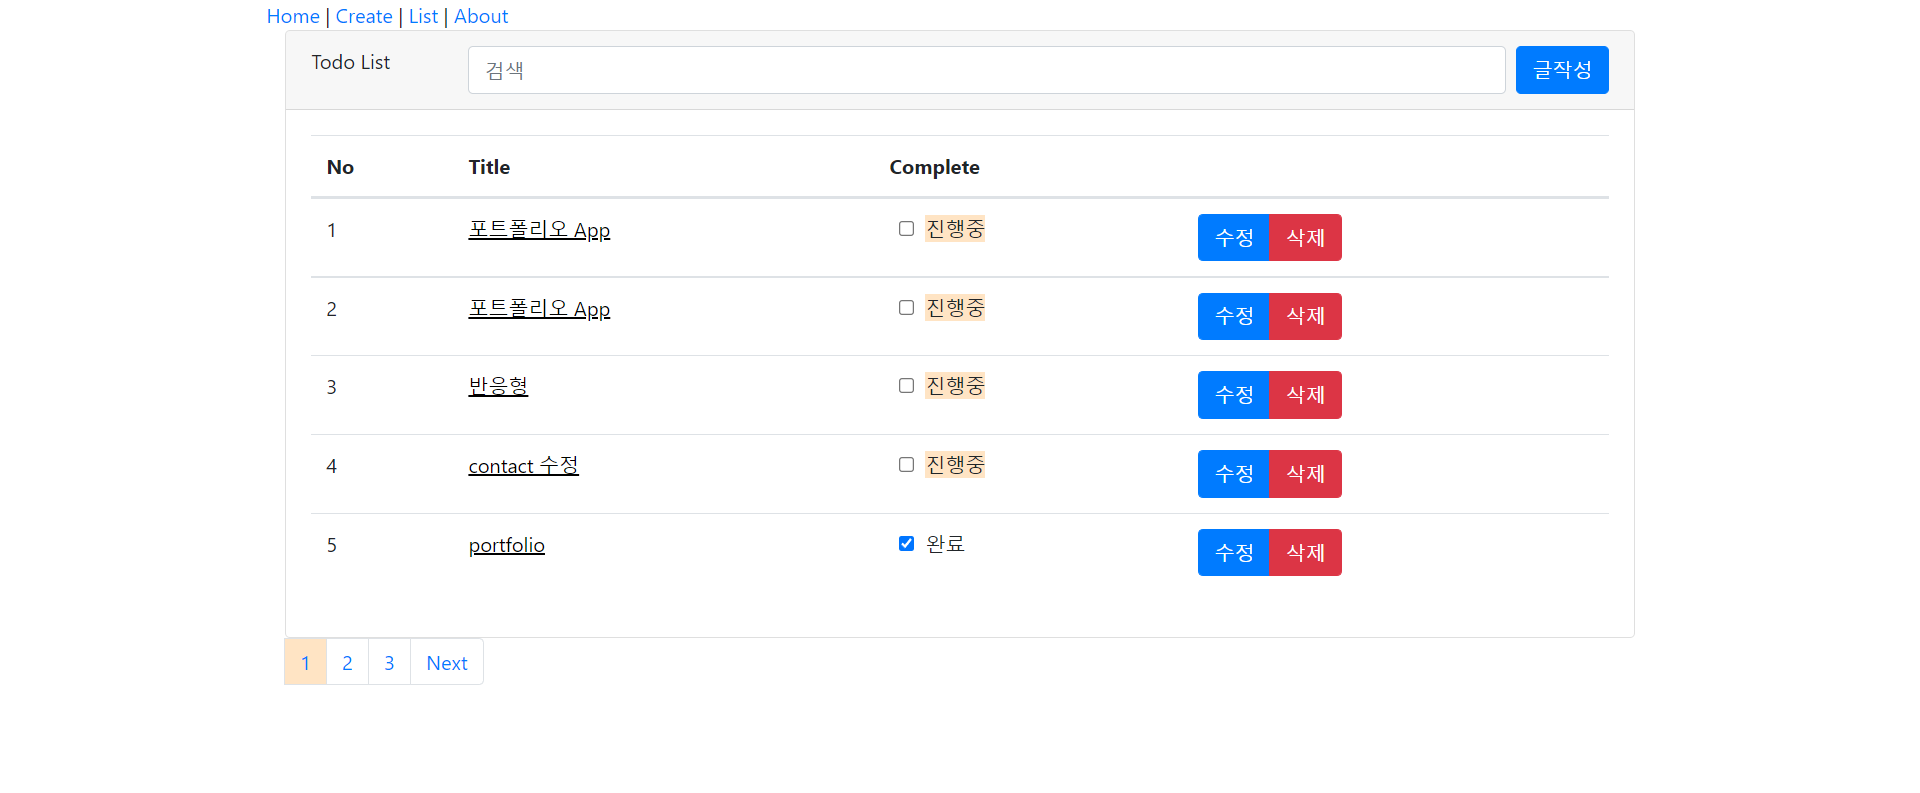 Home | Create | List | About
Todo List 검색 글작성
No Title Complete
1 포트폴리오 App 진행중 수정 삭제
2 포트폴리오 App 진행중 수정 삭제
3 반응형 진행중 수정 삭제
4 contact 수정 진행중 수정 삭제
5 portfolio 완료 수정 삭제
1 2 3 Next